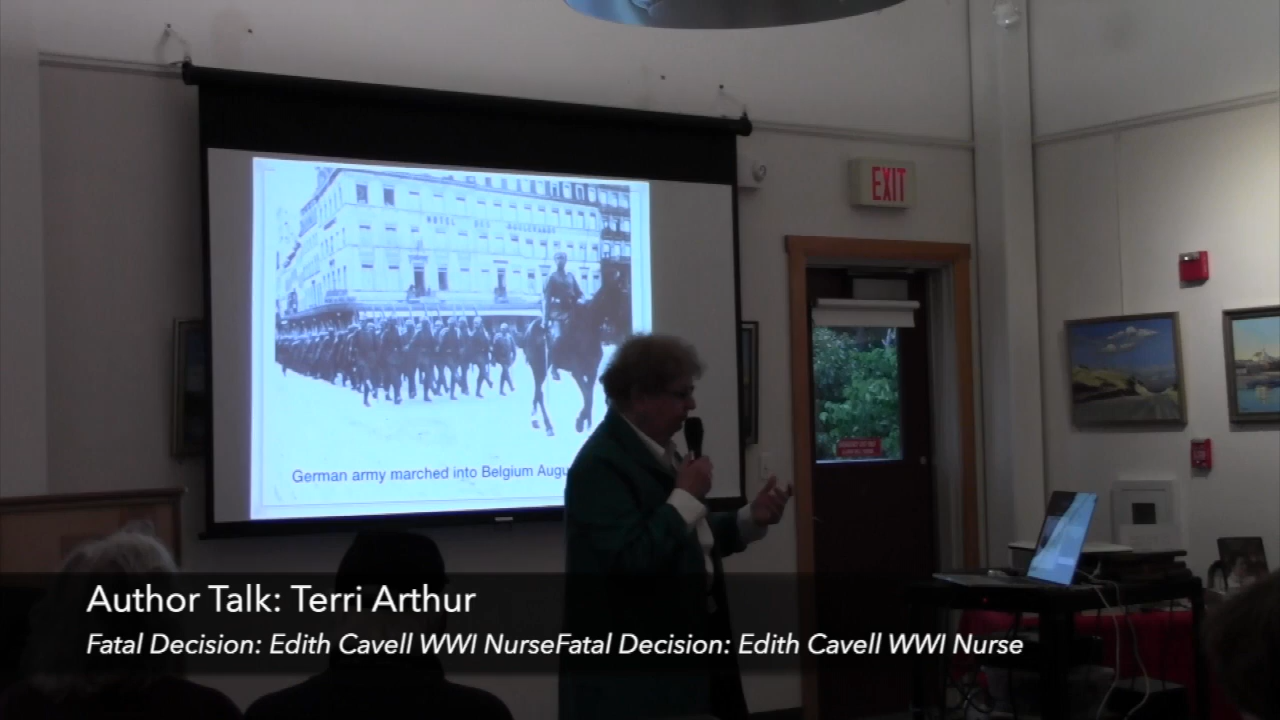 EXIT
HOTEL DES BOULEVARDS
German army marched into Belgium Augu
Author Talk: Terri Arthur
Fatal Decision: Edith Cavell WWI NurseFatal Decision: Edith Cavell WWI Nurse